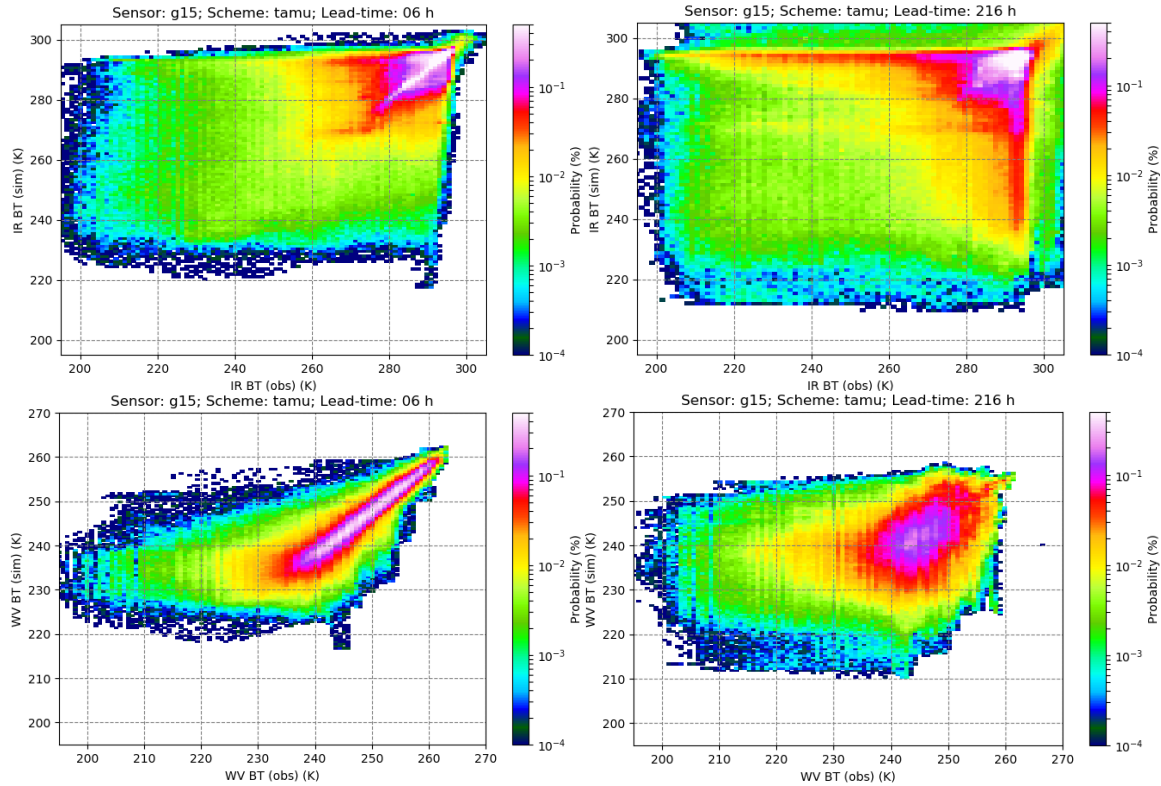 Sensor: g15; Scheme: tamu; Lead-time: 06 h
IR BT (sim) (K)
300
280
260
240
220
200
200 220 240 260 280 300
IR BT (obs) (K)
10⁻¹
10⁻²
10⁻³
10⁻⁴
Probability (%)
Sensor: g15; Scheme: tamu; Lead-time: 216 h
IR BT (sim) (K)
300
280
260
240
220
200
200 220 240 260 280 300
IR BT (obs) (K)
10⁻¹
10⁻²
10⁻³
10⁻⁴
Probability (%)
Sensor: g15; Scheme: tamu; Lead-time: 06 h
WV BT (sim) (K)
270
260
250
240
230
220
210
200
200 210 220 230 240 250 260 270
WV BT (obs) (K)
10⁻¹
10⁻²
10⁻³
10⁻⁴
Probability (%)
Sensor: g15; Scheme: tamu; Lead-time: 216 h
WV BT (sim) (K)
270
260
250
240
230
220
210
200
200 210 220 230 240 250 260 270
WV BT (obs) (K)
10⁻¹
10⁻²
10⁻³
10⁻⁴
Probability (%)